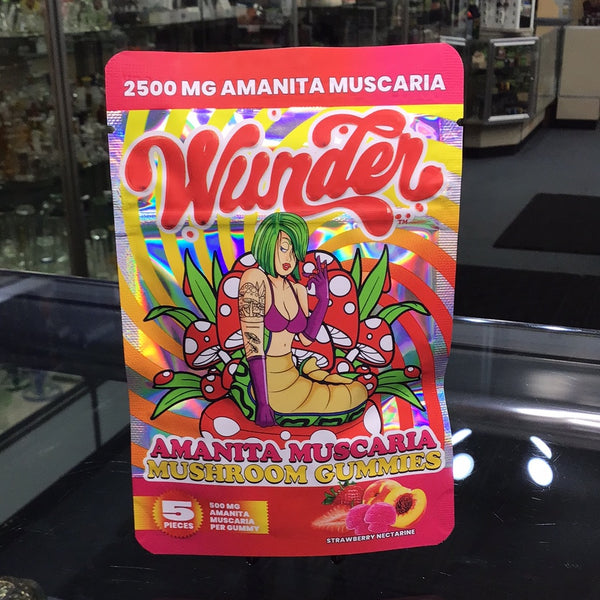 2500 MG AMANITA MUSCARIA
Wunder
TM
AMANITA MUSCARIA
MUSHROOM GUMMIES
5
PIECES
500 MG
AMANITA
MUSCARIA
PER GUMMY
STRAWBERRY NECTARINE